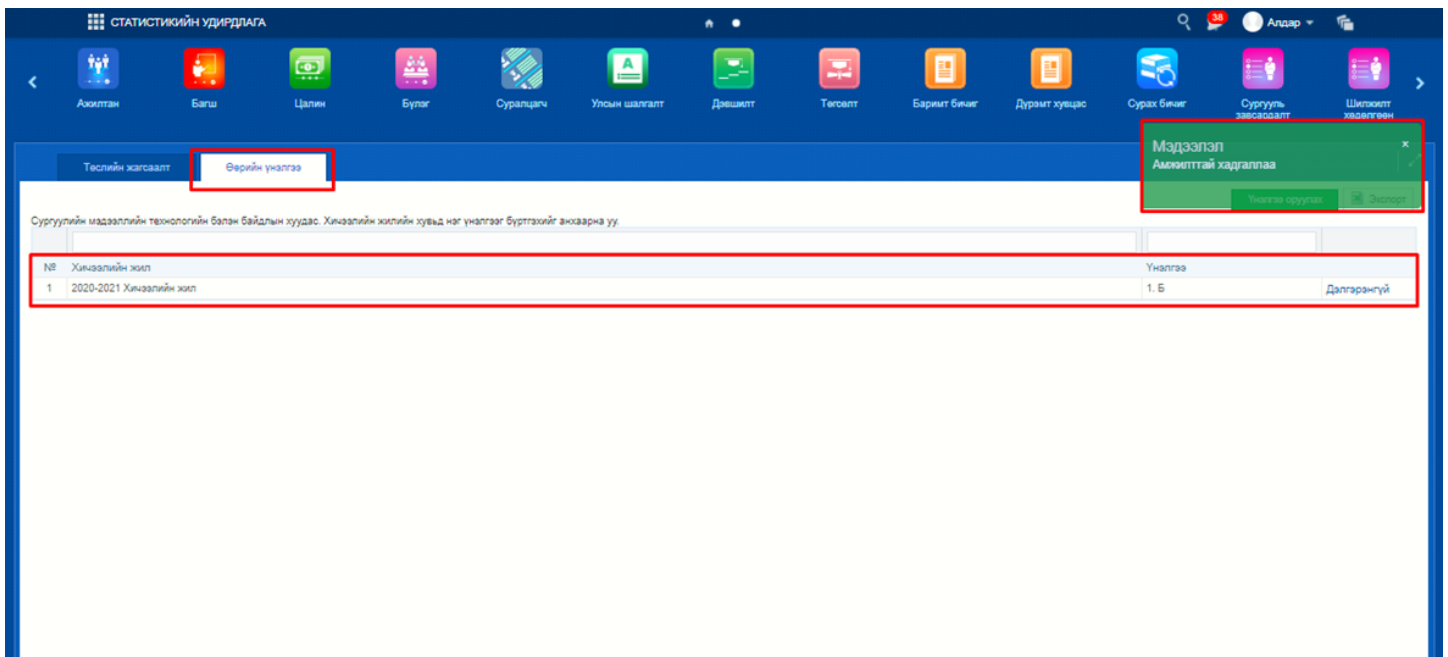 СТАТИСТИКИЙН УДИРДЛАГА
38
Алдар
Ажилтан
Багш
Цалин
Бүлэг
Суралцагч
Улсын шалгалт
Дэвшилт
Төгсөлт
Баримт бичиг
Дүрэмт хувцас
Сурах бичиг
Сургууль
завсардалт
Шилжилт
хөдөлгөөн
Мэдээлэл
×
Амжилттай хадгаллаа
Төслийн жагсаалт
Өөрийн үнэлгээ
Үнэлгээ оруулах
Экспорт
Сургуулийн мэдээллийн технологийн бэлэн байдлын хуудас. Хичээлийн жилийн хувьд нэг үнэлгээг бүртгэхийг анхаарна уу.
№ Хичээлийн жил Үнэлгээ
1 2020-2021 Хичээлийн жил 1. Б Дэлгэрэнгүй